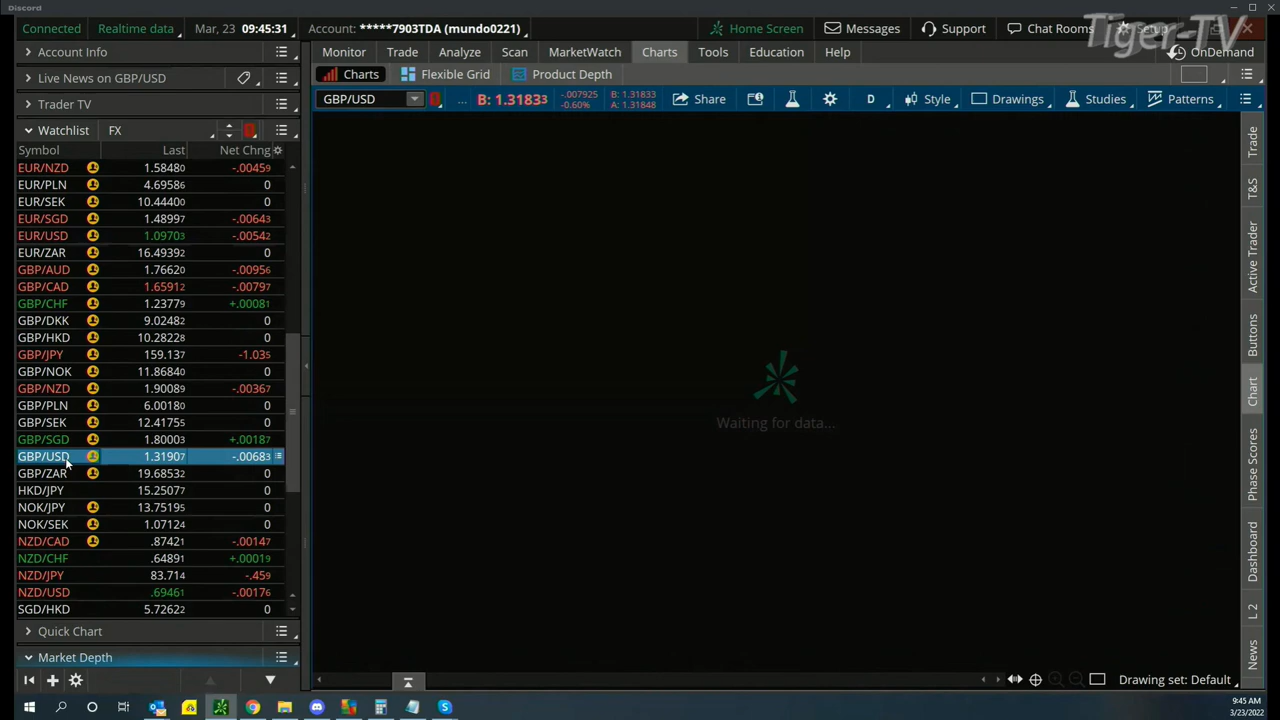 Discord
Connected Realtime data Mar, 23 09:45:31 Account: *****7903TDA (mundo0221) Home Screen Messages Support Chat Rooms Setup
Tiger-TV
Account Info Monitor Trade Analyze Scan MarketWatch Charts Tools Education Help OnDemand
Live News on GBP/USD Charts Flexible Grid Product Depth
Trader TV GBP/USD ... B: 1.31833 -.007925 -0.60% B: 1.31833 A: 1.31848 Share D Style Drawings Studies Patterns
Watchlist FX
Symbol Last Net Chng
EUR/NZD 1.58480 -.00459
EUR/PLN 4.69586 0
EUR/SEK 10.44400 0
EUR/SGD 1.48997 -.00643
EUR/USD 1.09703 -.00542
EUR/ZAR 16.49392 0
GBP/AUD 1.76620 -.00956
GBP/CAD 1.65912 -.00797
GBP/CHF 1.23779 +.00081
GBP/DKK 9.02482 0
GBP/HKD 10.28228 0
GBP/JPY 159.137 -1.035
GBP/NOK 11.86840 0
GBP/NZD 1.90089 -.00367
GBP/PLN 6.00180 0
GBP/SEK 12.41755 0
GBP/SGD 1.80003 +.00187
GBP/USD 1.31907 -.00683
GBP/ZAR 19.68532 0
HKD/JPY 15.25077 0
NOK/JPY 13.75195 0
NOK/SEK 1.07124 0
NZD/CAD .87421 -.00147
NZD/CHF .64891 +.00019
NZD/JPY 83.714 -.459
NZD/USD .69461 -.00176
SGD/HKD 5.72622 0
Quick Chart
Market Depth
Waiting for data...
Trade
T&S
Active Trader
Buttons
Chart
Phase Scores
Dashboard
L 2
News
Drawing set: Default
9:45 AM
3/23/2022